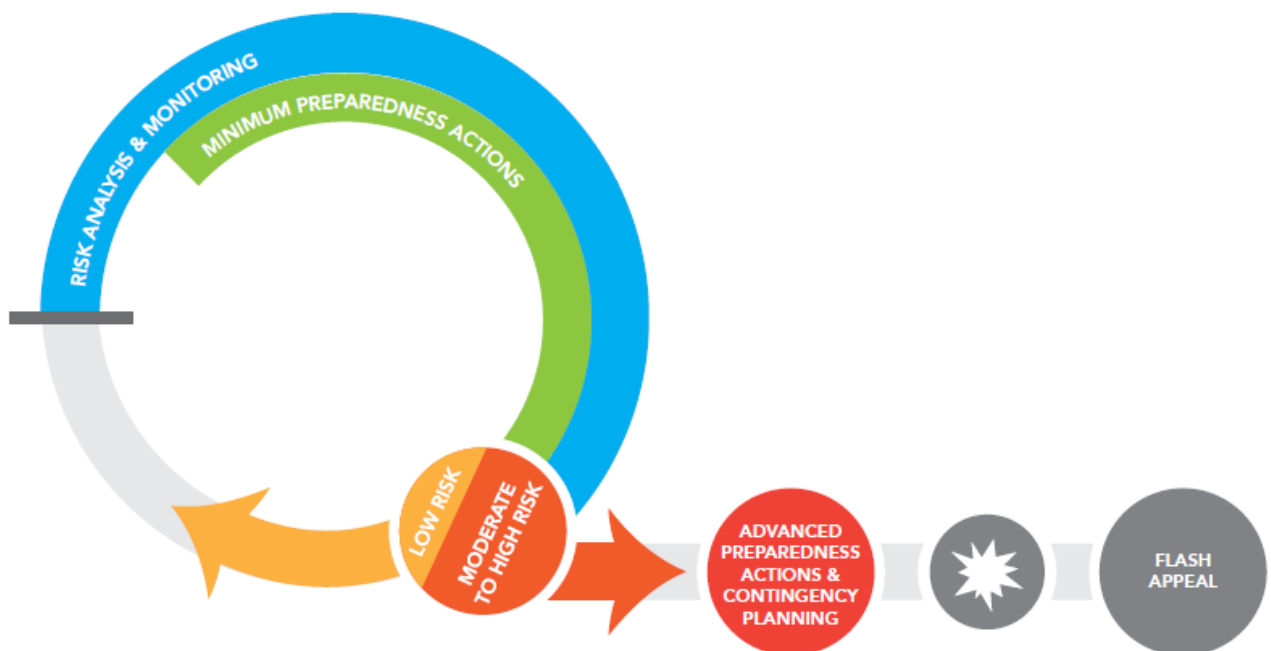 RISK ANALYSIS & MONITORING
MINIMUM PREPAREDNESS ACTIONS
LOW RISK
MODERATE
TO HIGH RISK
ADVANCED
PREPAREDNESS
ACTIONS &
CONTINGENCY
PLANNING
FLASH
APPEAL